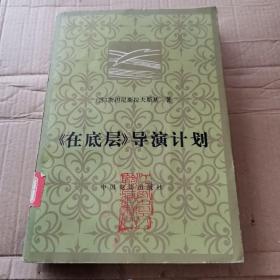 〔苏〕斯坦尼斯拉夫斯基 著
《在底层》导演计划
中国戏剧出版社